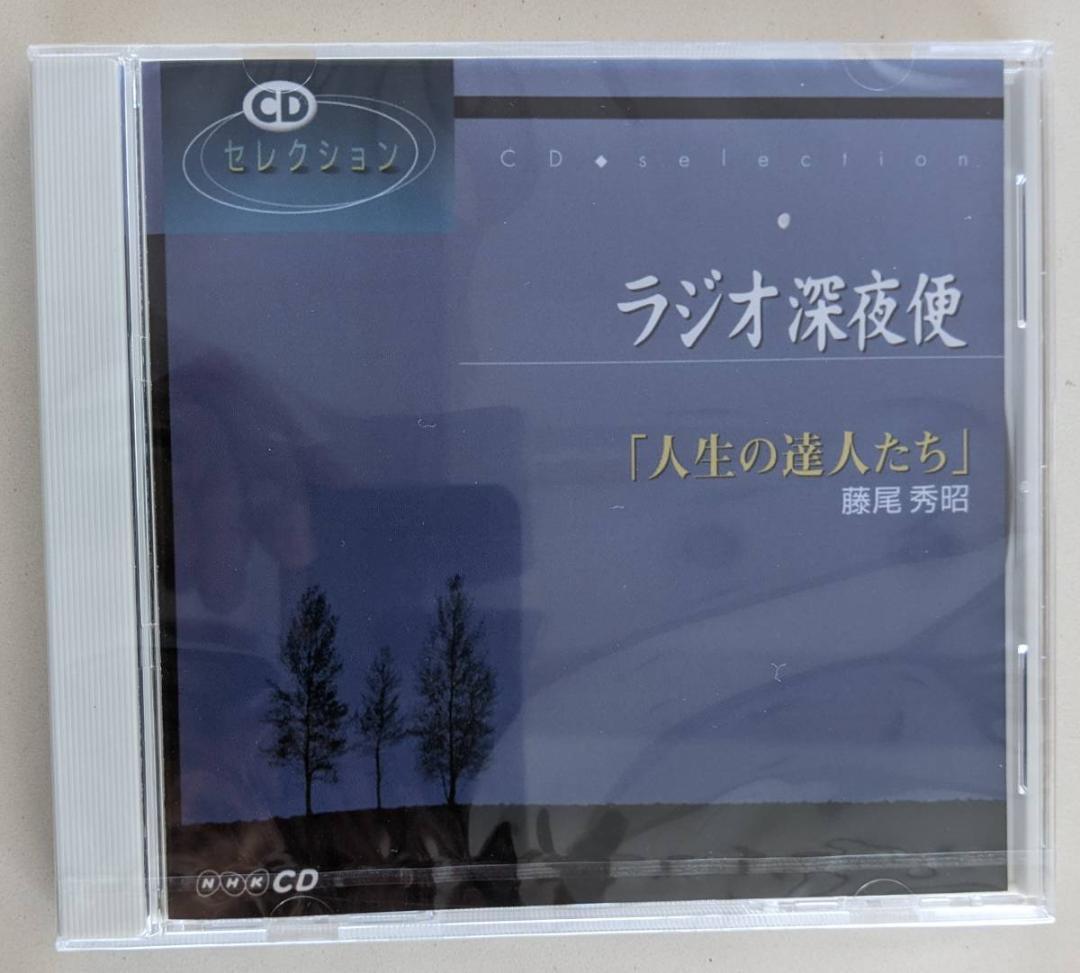 CD
セレクション
CD◆selection
ラジオ深夜便
「人生の達人たち」
藤尾 秀昭
NHK CD